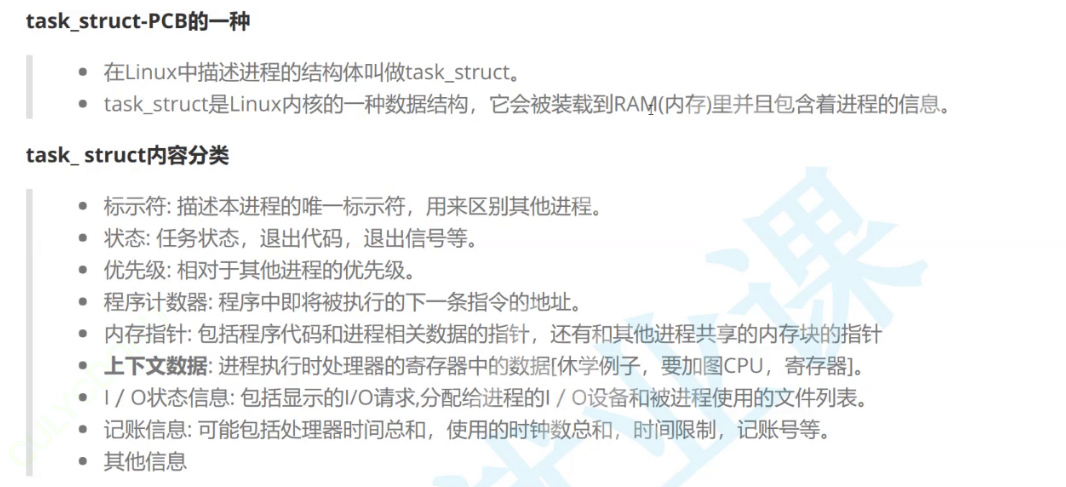 task_struct-PCB的一种
在Linux中描述进程的结构体叫做task_struct。
task_struct是Linux内核的一种数据结构，它会被装载到RAM(内存)里并且包含着进程的信息。
task_ struct内容分类
标示符: 描述本进程的唯一标示符，用来区别其他进程。
状态: 任务状态，退出代码，退出信号等。
优先级: 相对于其他进程的优先级。
程序计数器: 程序中即将被执行的下一条指令的地址。
内存指针: 包括程序代码和进程相关数据的指针，还有和其他进程共享的内存块的指针
上下文数据: 进程执行时处理器的寄存器中的数据[休学例子，要加图CPU，寄存器]。
I / O状态信息: 包括显示的I/O请求,分配给进程的I / O设备和被进程使用的文件列表。
记账信息: 可能包括处理器时间总和，使用的时钟数总和，时间限制，记账号等。
其他信息
就业课